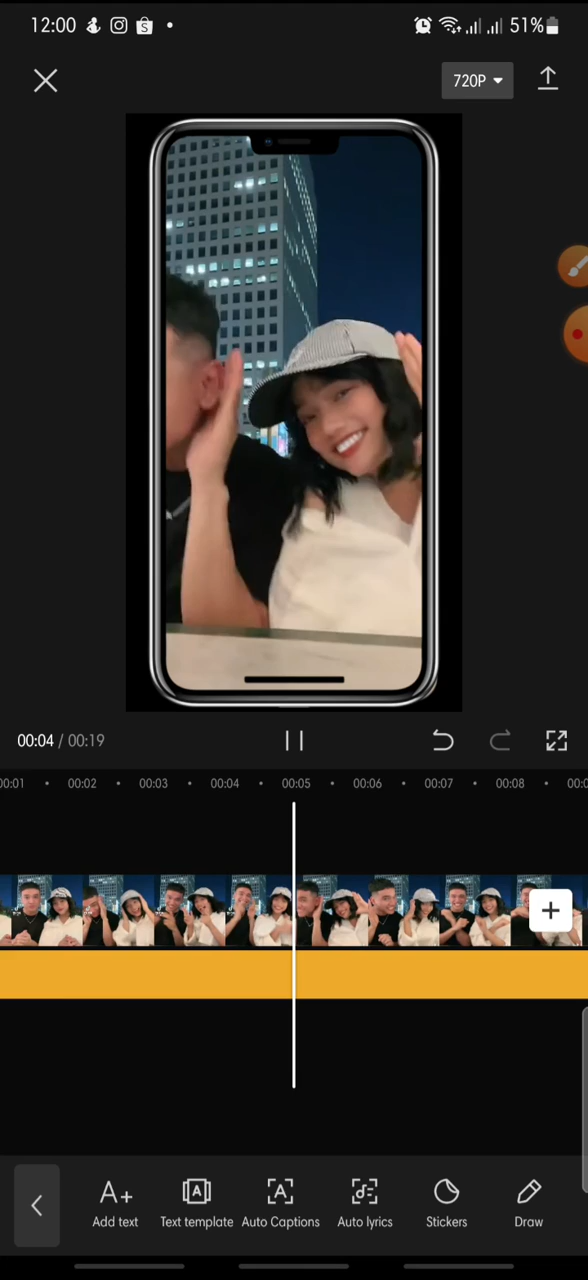 12:00 51%
720P
00:04 / 00:19
00:01 00:02 00:03 00:04 00:05 00:06 00:07 00:08
A+ A A
Add text Text template Auto Captions Auto lyrics Stickers Draw